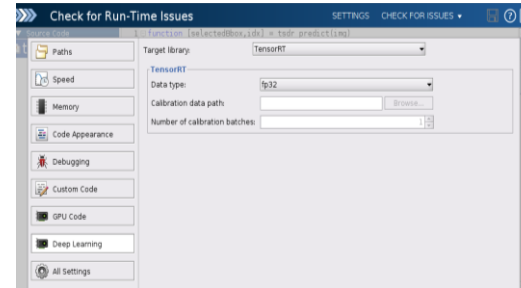 Check for Run-Time Issues
SETTINGS CHECK FOR ISSUES
Source Code 1 function [selectedBbox,idx] = tsdr_predict(img)
Paths
Speed
Memory
Code Appearance
Debugging
Custom Code
GPU Code
Deep Learning
All Settings
Target library: TensorRT
TensorRT
Data type: fp32
Calibration data path: Browse...
Number of calibration batches: 1